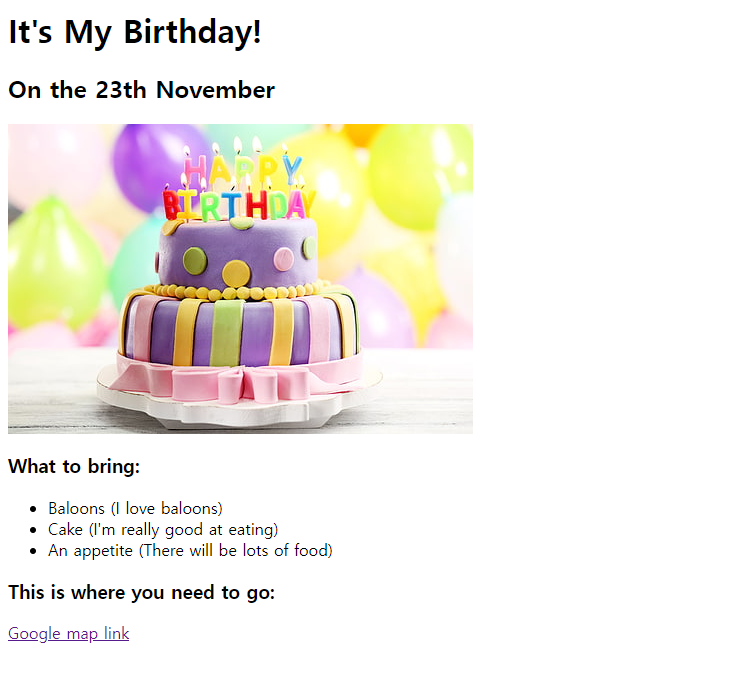 It's My Birthday!
On the 23th November
HAPPY
BIRTHDAY
What to bring:
Baloons (I love baloons)
Cake (I'm really good at eating)
An appetite (There will be lots of food)
This is where you need to go:
Google map link